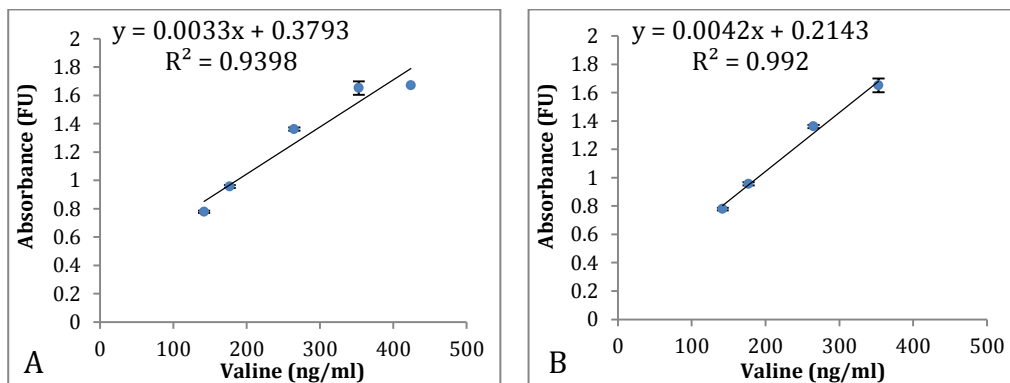 y = 0.0033x + 0.3793
R² = 0.9398
Absorbance (FU)
2
1.8
1.6
1.4
1.2
1
0.8
0.6
0.4
0.2
0
0 100 200 300 400 500
Valine (ng/ml)
A
y = 0.0042x + 0.2143
R² = 0.992
Absorbance (FU)
2
1.8
1.6
1.4
1.2
1
0.8
0.6
0.4
0.2
0
0 100 200 300 400 500
Valine (ng/ml)
B